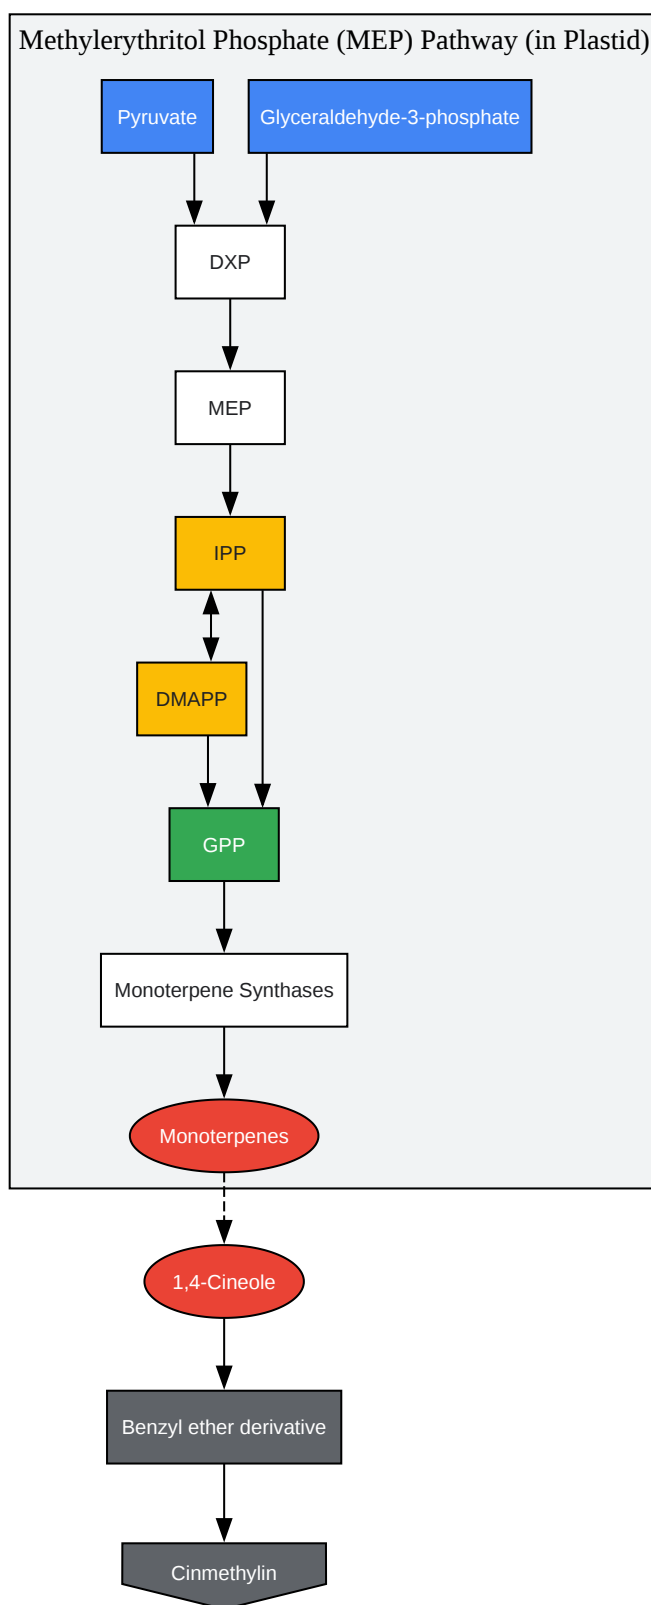 Methylerythritol Phosphate (MEP) Pathway (in Plastid)
Pyruvate
Glyceraldehyde-3-phosphate
DXP
MEP
IPP
DMAPP
GPP
Monoterpene Synthases
Monoterpenes
1,4-Cineole
Benzyl ether derivative
Cinmethylin